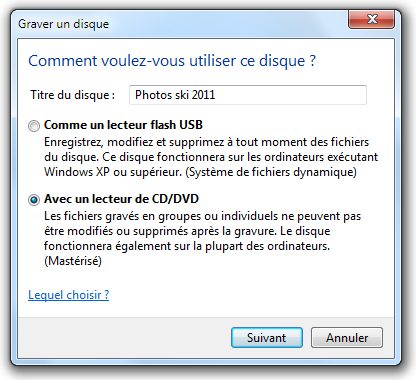 Graver un disque
Comment voulez-vous utiliser ce disque ?
Titre du disque : Photos ski 2011
Comme un lecteur flash USB
Enregistrez, modifiez et supprimez à tout moment des fichiers
du disque. Ce disque fonctionnera sur les ordinateurs exécutant
Windows XP ou supérieur. (Système de fichiers dynamique)
Avec un lecteur de CD/DVD
Les fichiers gravés en groupes ou individuels ne peuvent pas
être modifiés ou supprimés après la gravure. Le disque
fonctionnera également sur la plupart des ordinateurs.
(Mastérisé)
Lequel choisir ?
Suivant Annuler